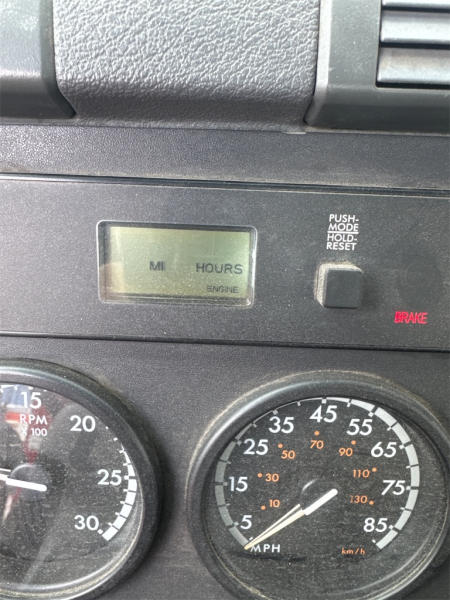 PUSH-
MODE
HOLD-
RESET
MI HOURS
ENGINE
BRAKE
15
20
25
30
RPM
X 100
5
15
25
35
45
55
65
75
85
10
30
50
70
90
110
130
MPH
km/h